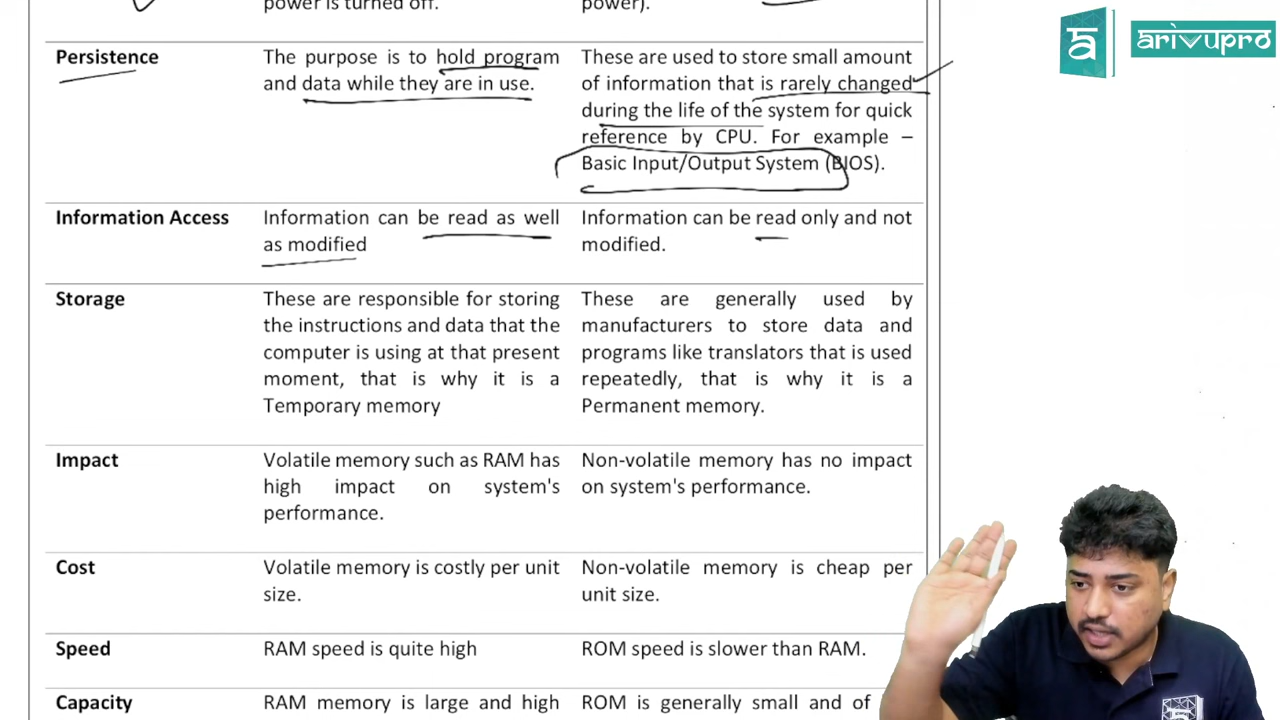 power is turned off. power).
arivupro
Persistence The purpose is to hold program These are used to store small amount
and data while they are in use. of information that is rarely changed
during the life of the system for quick
reference by CPU. For example –
Basic Input/Output System (BIOS).
Information Access Information can be read as well Information can be read only and not
as modified modified.
Storage These are responsible for storing These are generally used by
the instructions and data that the manufacturers to store data and
computer is using at that present programs like translators that is used
moment, that is why it is a repeatedly, that is why it is a
Temporary memory Permanent memory.
Impact Volatile memory such as RAM has Non-volatile memory has no impact
high impact on system's on system's performance.
performance.
Cost Volatile memory is costly per unit Non-volatile memory is cheap per
size. unit size.
Speed RAM speed is quite high ROM speed is slower than RAM.
Capacity RAM memory is large and high ROM is generally small and of